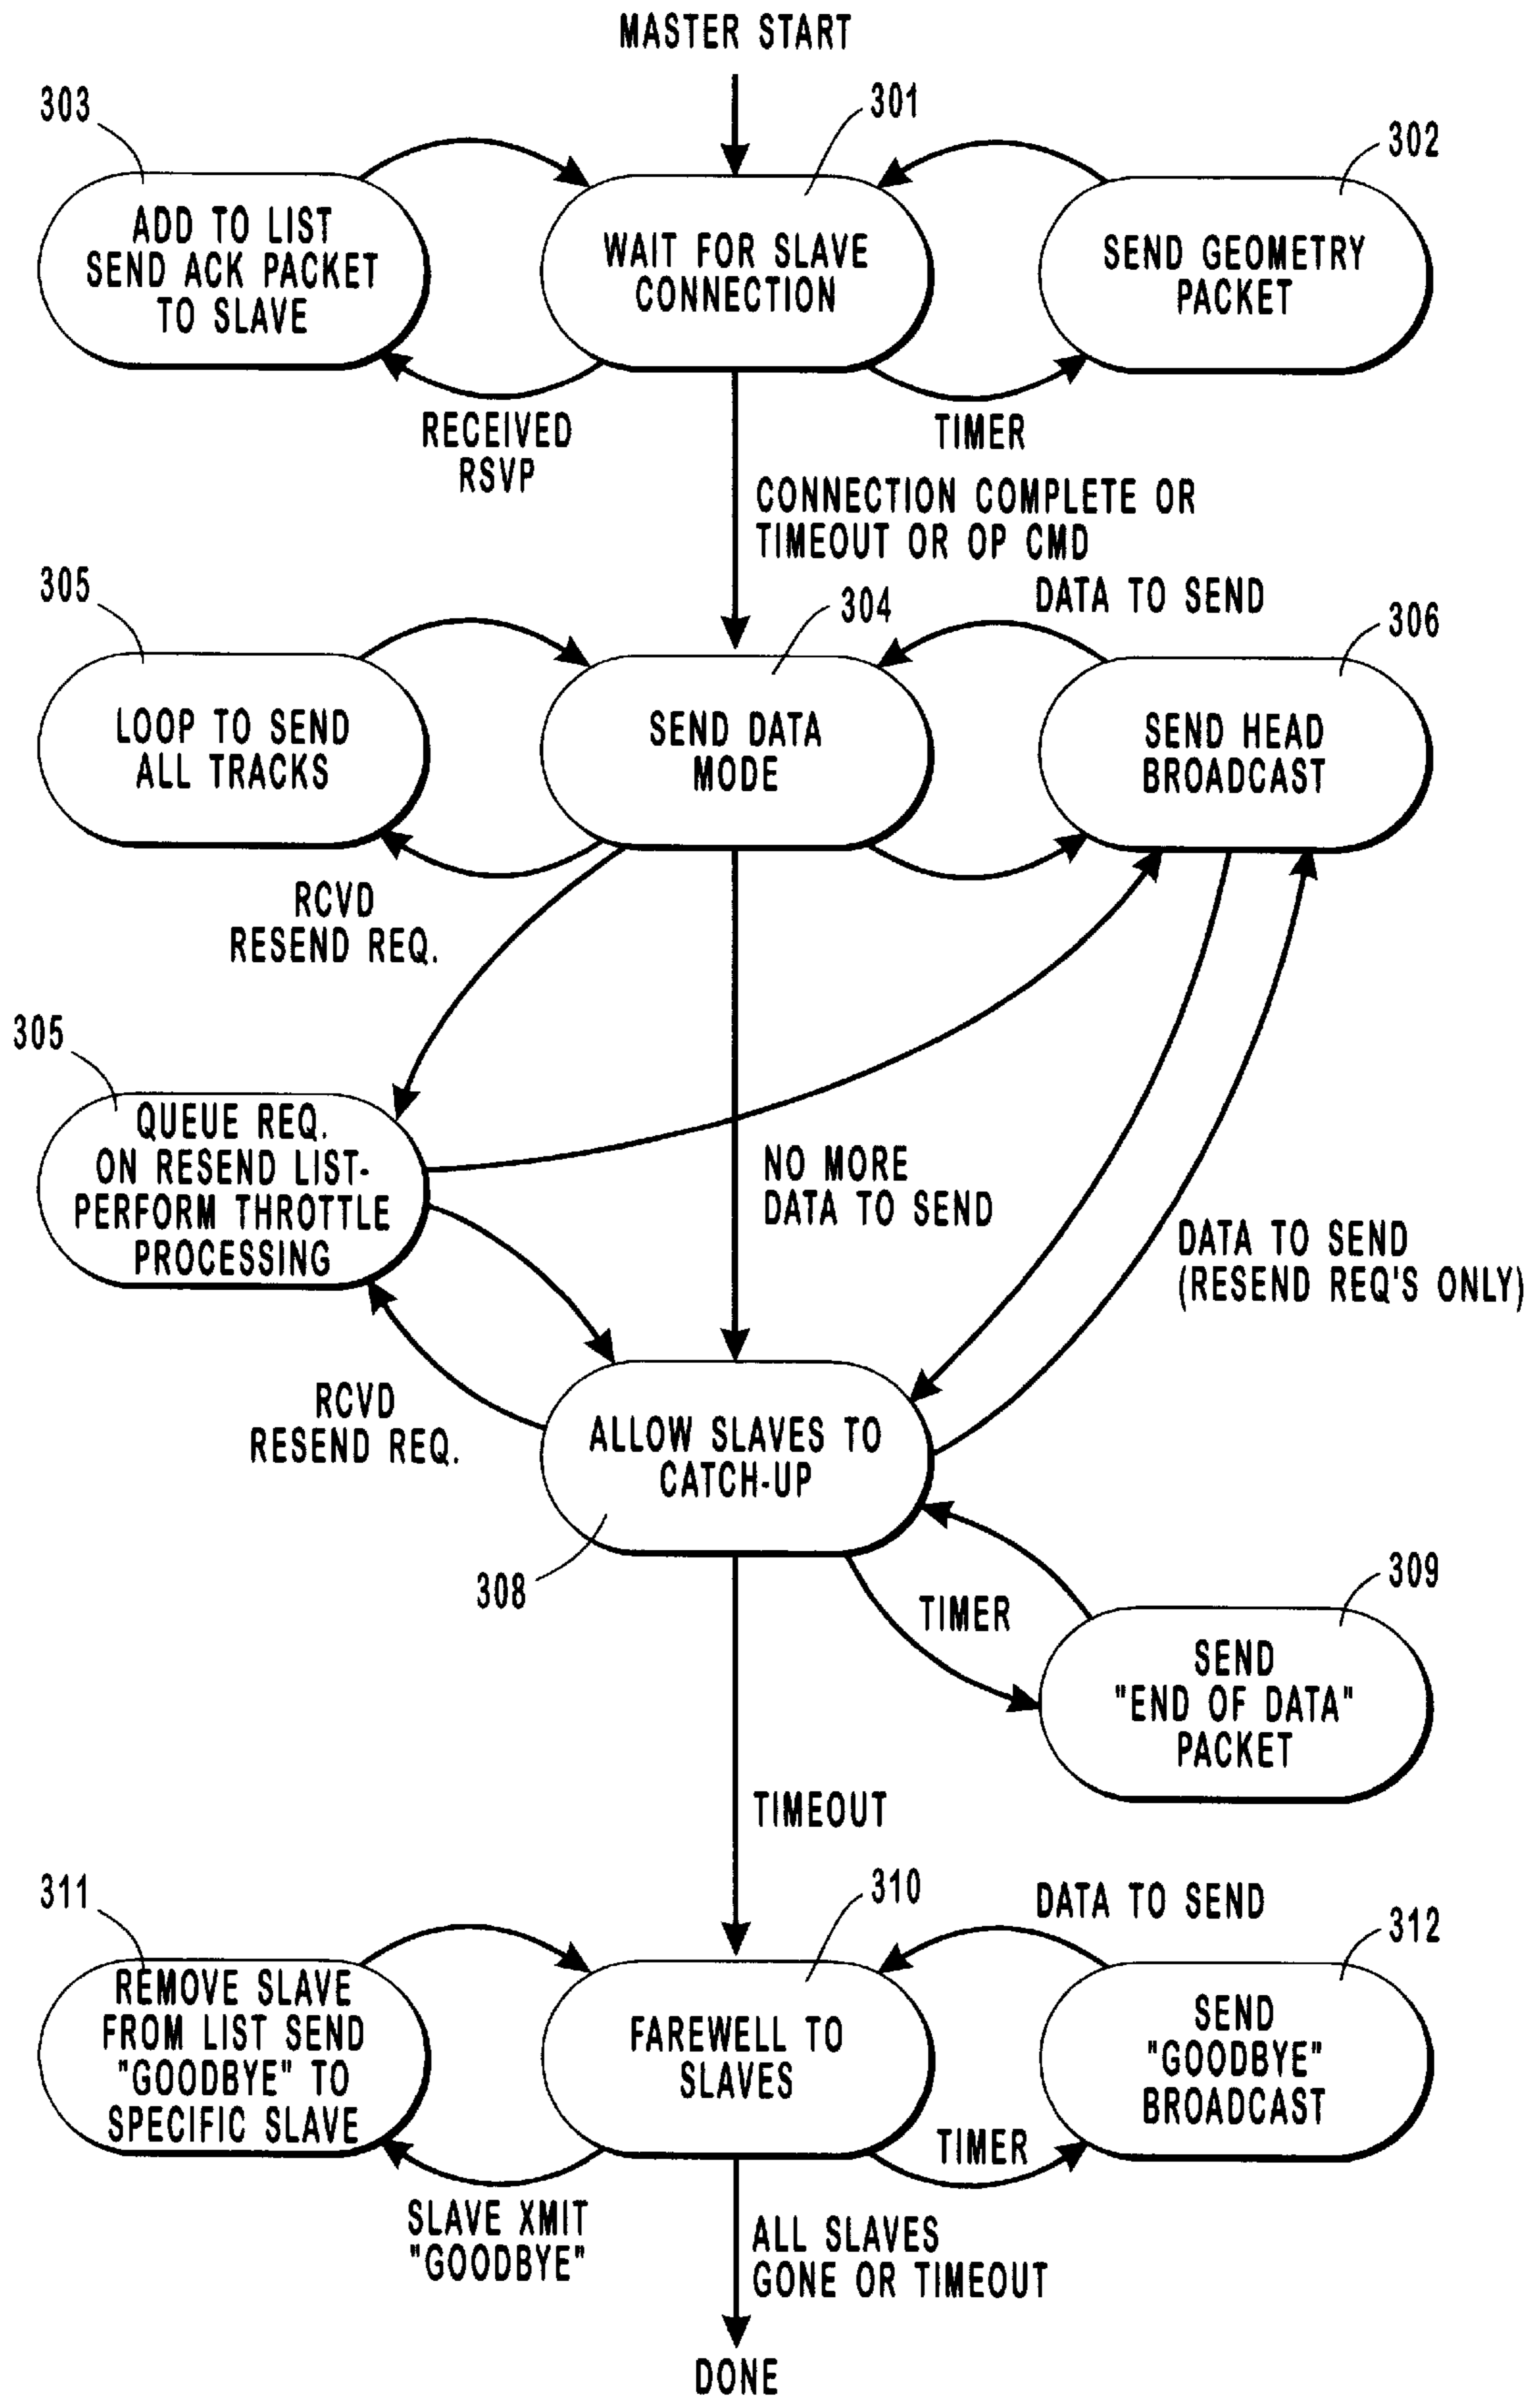 MASTER START
303
301
302
ADD TO LIST
SEND ACK PACKET
TO SLAVE
WAIT FOR SLAVE
CONNECTION
SEND GEOMETRY
PACKET
RECEIVED
RSVP
TIMER
CONNECTION COMPLETE OR
TIMEOUT OR OP CMD
DATA TO SEND
305
304
306
LOOP TO SEND
ALL TRACKS
SEND DATA
MODE
SEND HEAD
BROADCAST
RCVD
RESEND REQ.
305
QUEUE REQ.
ON RESEND LIST-
PERFORM THROTTLE
PROCESSING
NO MORE
DATA TO SEND
DATA TO SEND
(RESEND REQ'S ONLY)
RCVD
RESEND REQ.
ALLOW SLAVES TO
CATCH-UP
308
TIMER
309
SEND
"END OF DATA"
PACKET
TIMEOUT
311
310
DATA TO SEND
312
REMOVE SLAVE
FROM LIST SEND
"GOODBYE" TO
SPECIFIC SLAVE
FAREWELL TO
SLAVES
SEND
"GOODBYE"
BROADCAST
TIMER
SLAVE XMIT
"GOODBYE"
ALL SLAVES
GONE OR TIMEOUT
DONE